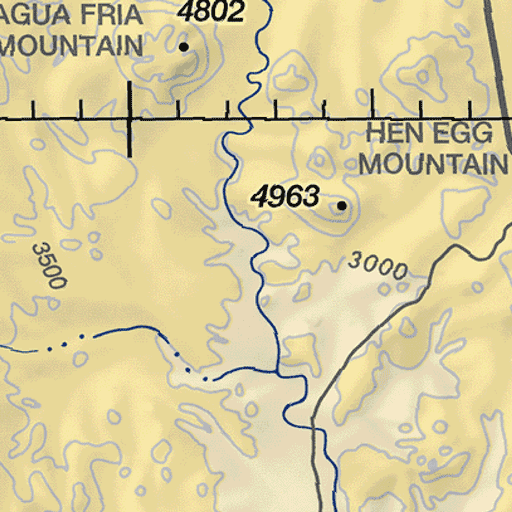 AGUA FRIA
MOUNTAIN
4802
HEN EGG
MOUNTAIN
4963
3000
3500